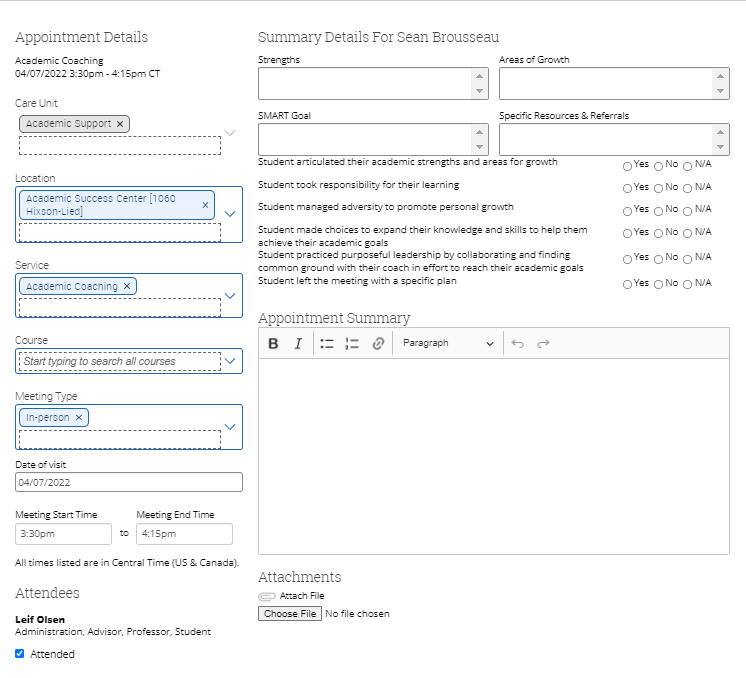 Appointment Details
Academic Coaching
04/07/2022 3:30pm - 4:15pm CT
Care Unit
Academic Support ×
Location
Academic Success Center [1060
Hixson-Lied] ×
Service
Academic Coaching ×
Course
Start typing to search all courses
Meeting Type
In-person ×
Date of visit
04/07/2022
Meeting Start Time
Meeting End Time
3:30pm to 4:15pm
All times listed are in Central Time (US & Canada).
Attendees
Leif Olsen
Administration, Advisor, Professor, Student
Attended
Summary Details For Sean Brousseau
Strengths
Areas of Growth
SMART Goal
Specific Resources & Referrals
Student articulated their academic strengths and areas for growth Yes No N/A
Student took responsibility for their learning Yes No N/A
Student managed adversity to promote personal growth Yes No N/A
Student made choices to expand their knowledge and skills to help them Yes No N/A
achieve their academic goals
Student practiced purposeful leadership by collaborating and finding Yes No N/A
common ground with their coach in effort to reach their academic goals
Student left the meeting with a specific plan Yes No N/A
Appointment Summary
B I Paragraph
Attachments
Attach File
Choose File No file chosen